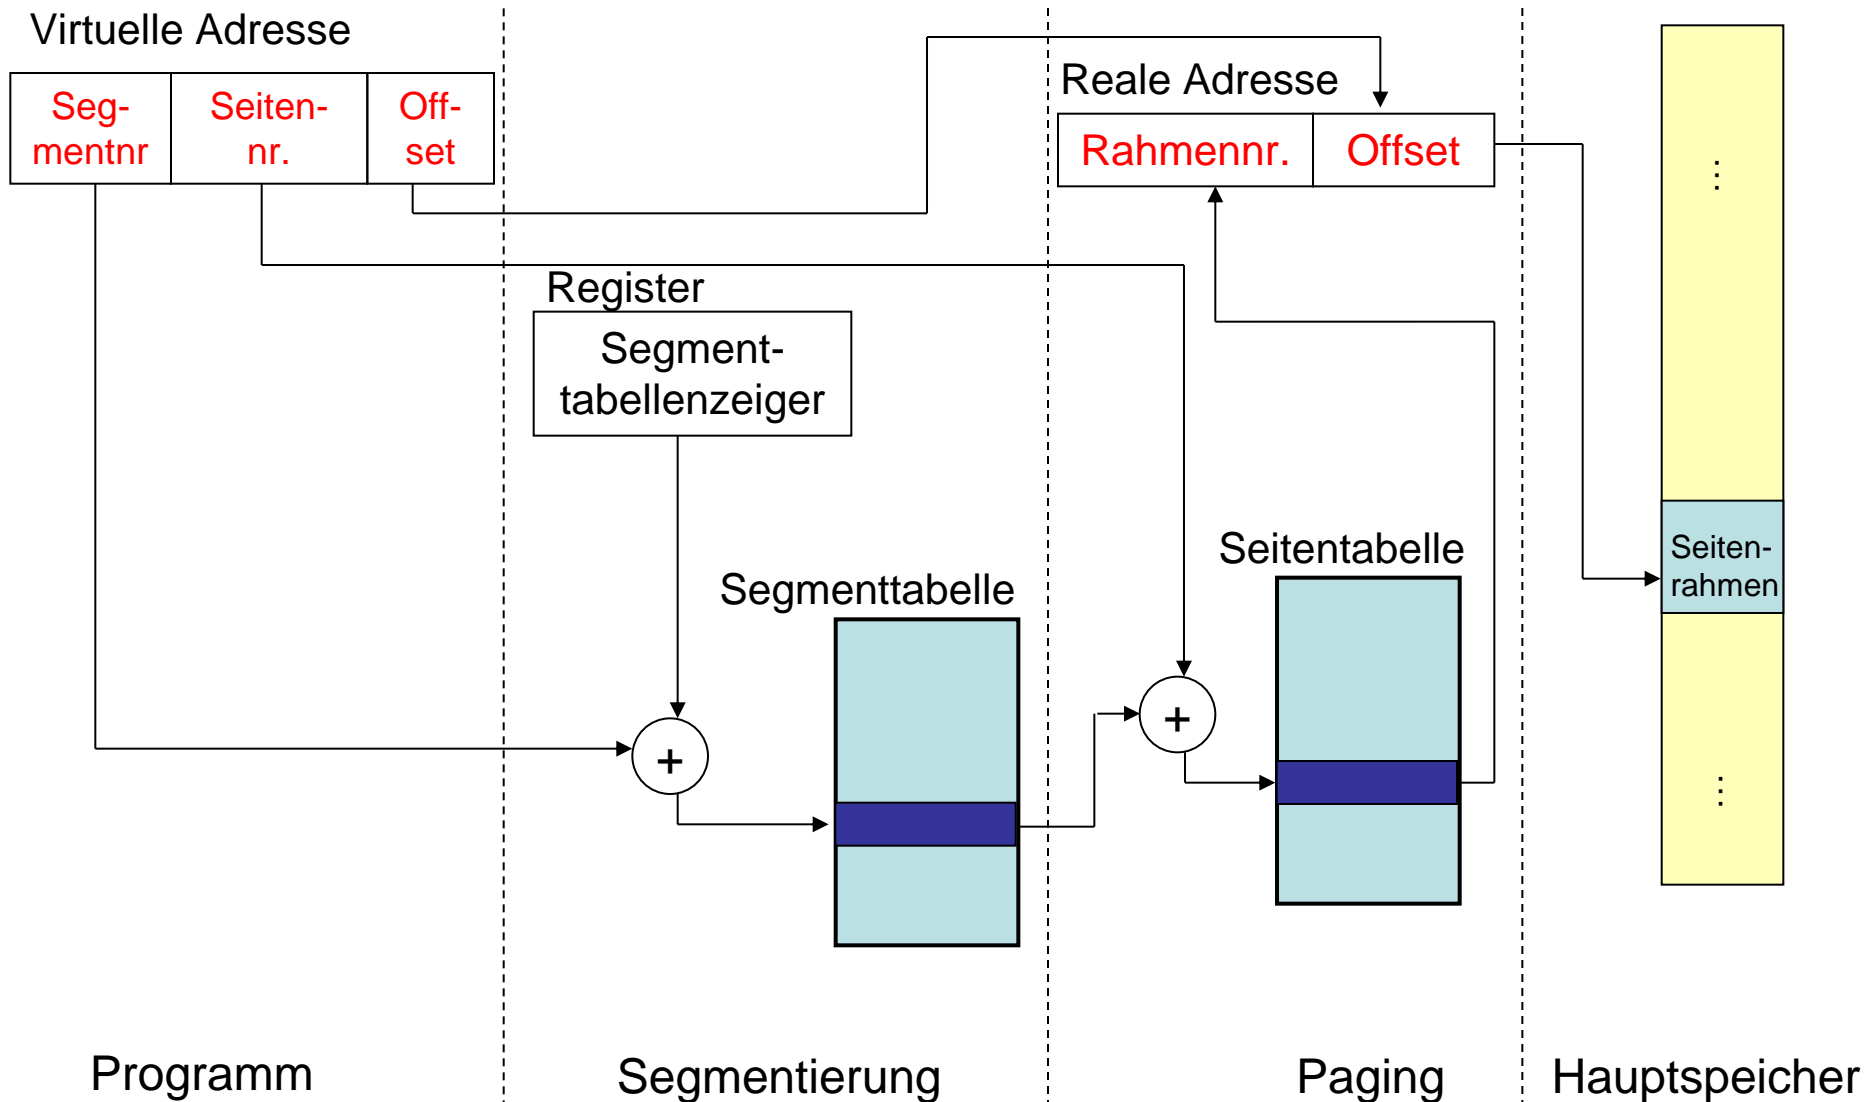 Virtuelle Adresse
Seg-
mentnr
Seiten-
nr.
Off-
set
Reale Adresse
Rahmennr.
Offset
⋮
Register
Segment-
tabellenzeiger
Segmenttabelle
Seitentabelle
Seiten-
rahmen
+
+
⋮
Programm
Segmentierung
Paging
Hauptspeicher